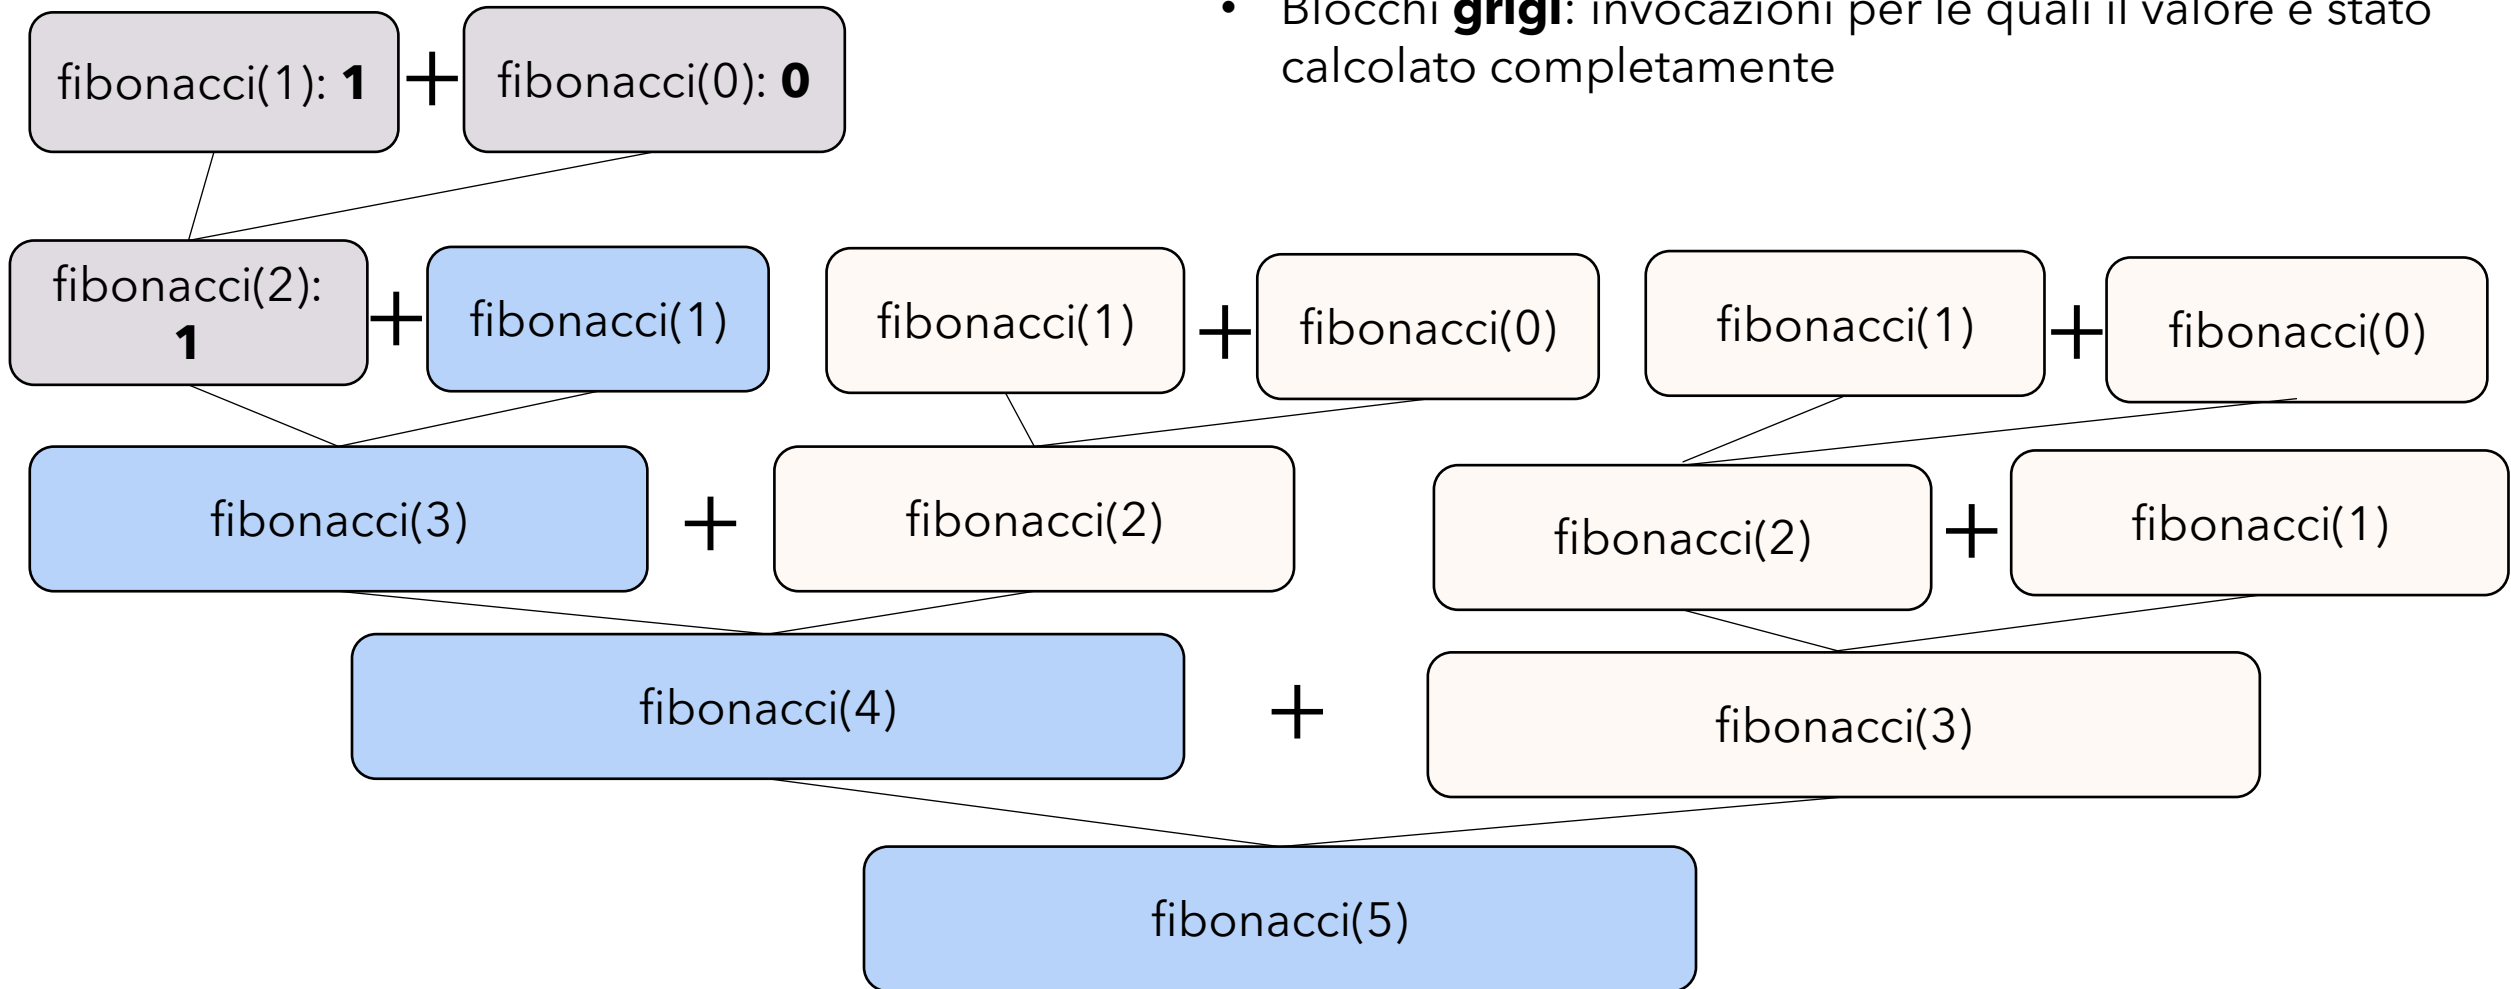 • Blocchi grigi: invocazioni per le quali il valore è stato
calcolato completamente
fibonacci(1): 1 + fibonacci(0): 0
fibonacci(2):
1
+ fibonacci(1)
fibonacci(1) + fibonacci(0)
fibonacci(1) + fibonacci(0)
fibonacci(3) + fibonacci(2)
fibonacci(2) + fibonacci(1)
fibonacci(4) + fibonacci(3)
fibonacci(5)